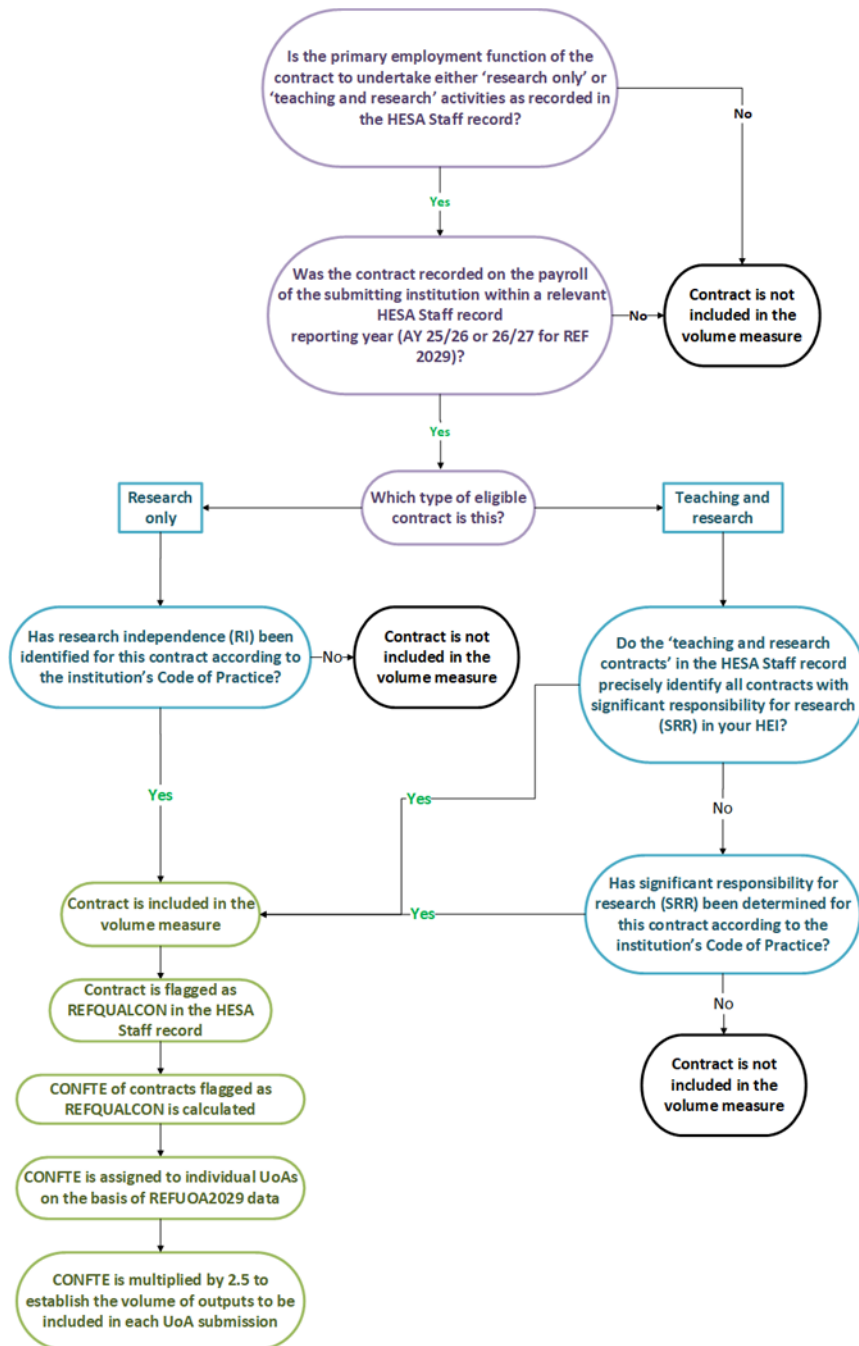 Is the primary employment function of the
contract to undertake either ‘research only’ or
‘teaching and research’ activities as recorded in
the HESA Staff record?
No
Yes
Was the contract recorded on the payroll
of the submitting institution within a relevant
HESA Staff record
reporting year (AY 25/26 or 26/27 for REF
2029)?
No
Contract is not
included in the
volume measure
Yes
Research
only
Which type of eligible
contract is this?
Teaching and
research
Has research independence (RI) been
identified for this contract according to
the institution’s Code of Practice?
No
Contract is not
included in the
volume measure
Do the ‘teaching and research
contracts’ in the HESA Staff record
precisely identify all contracts with
significant responsibility for research
(SRR) in your HEI?
Yes
Yes
No
Contract is included in the
volume measure
Yes
Has significant responsibility for
research (SRR) been determined for
this contract according to the
institution’s Code of Practice?
Contract is flagged as
REFQUALCON in the HESA
Staff record
No
Contract is not
included in the
volume measure
CONFTE of contracts flagged as
REFQUALCON is calculated
CONFTE is assigned to individual UoAs
on the basis of REFUOA2029 data
CONFTE is multiplied by 2.5 to
establish the volume of outputs to be
included in each UoA submission